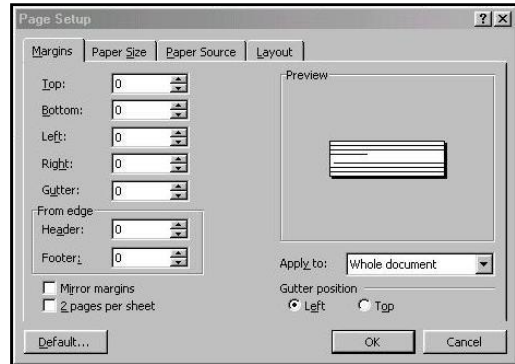 Page Setup
Margins Paper Size Paper Source Layout
Top: 0
Bottom: 0
Left: 0
Right: 0
Gutter: 0
From edge
Header: 0
Footer: 0
Mirror margins
2 pages per sheet
Preview
Apply to: Whole document
Gutter position
Left Top
Default... OK Cancel